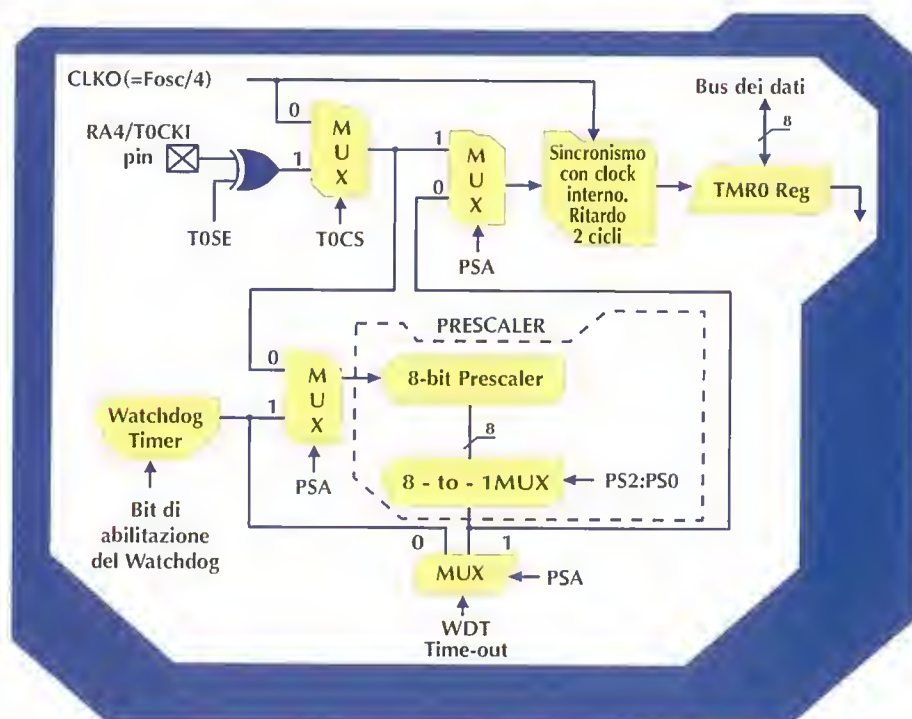 CLKO(=Fosc/4)
0
RA4/T0CKI
pin
1
M
U
X
T0SE
T0CS
1
0
M
U
X
PSA
Sincronismo
con clock
interno.
Ritardo
2 cicli
Bus dei dati
8
TMR0 Reg
PRESCALER
0
1
M
U
X
PSA
8-bit Prescaler
8
8 - to - 1MUX
PS2:PS0
Watchdog
Timer
Bit di
abilitazione
del Watchdog
0
1
MUX
PSA
WDT
Time-out